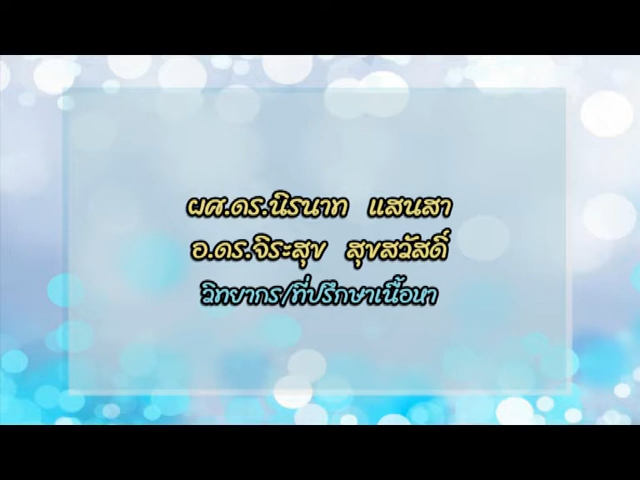 ผศ.ดร.นิรนาท แสนสา
อ.ดร.จิระสุข สุขสวัสดิ์
วิทยากร/ที่ปรึกษาเนื้อหา